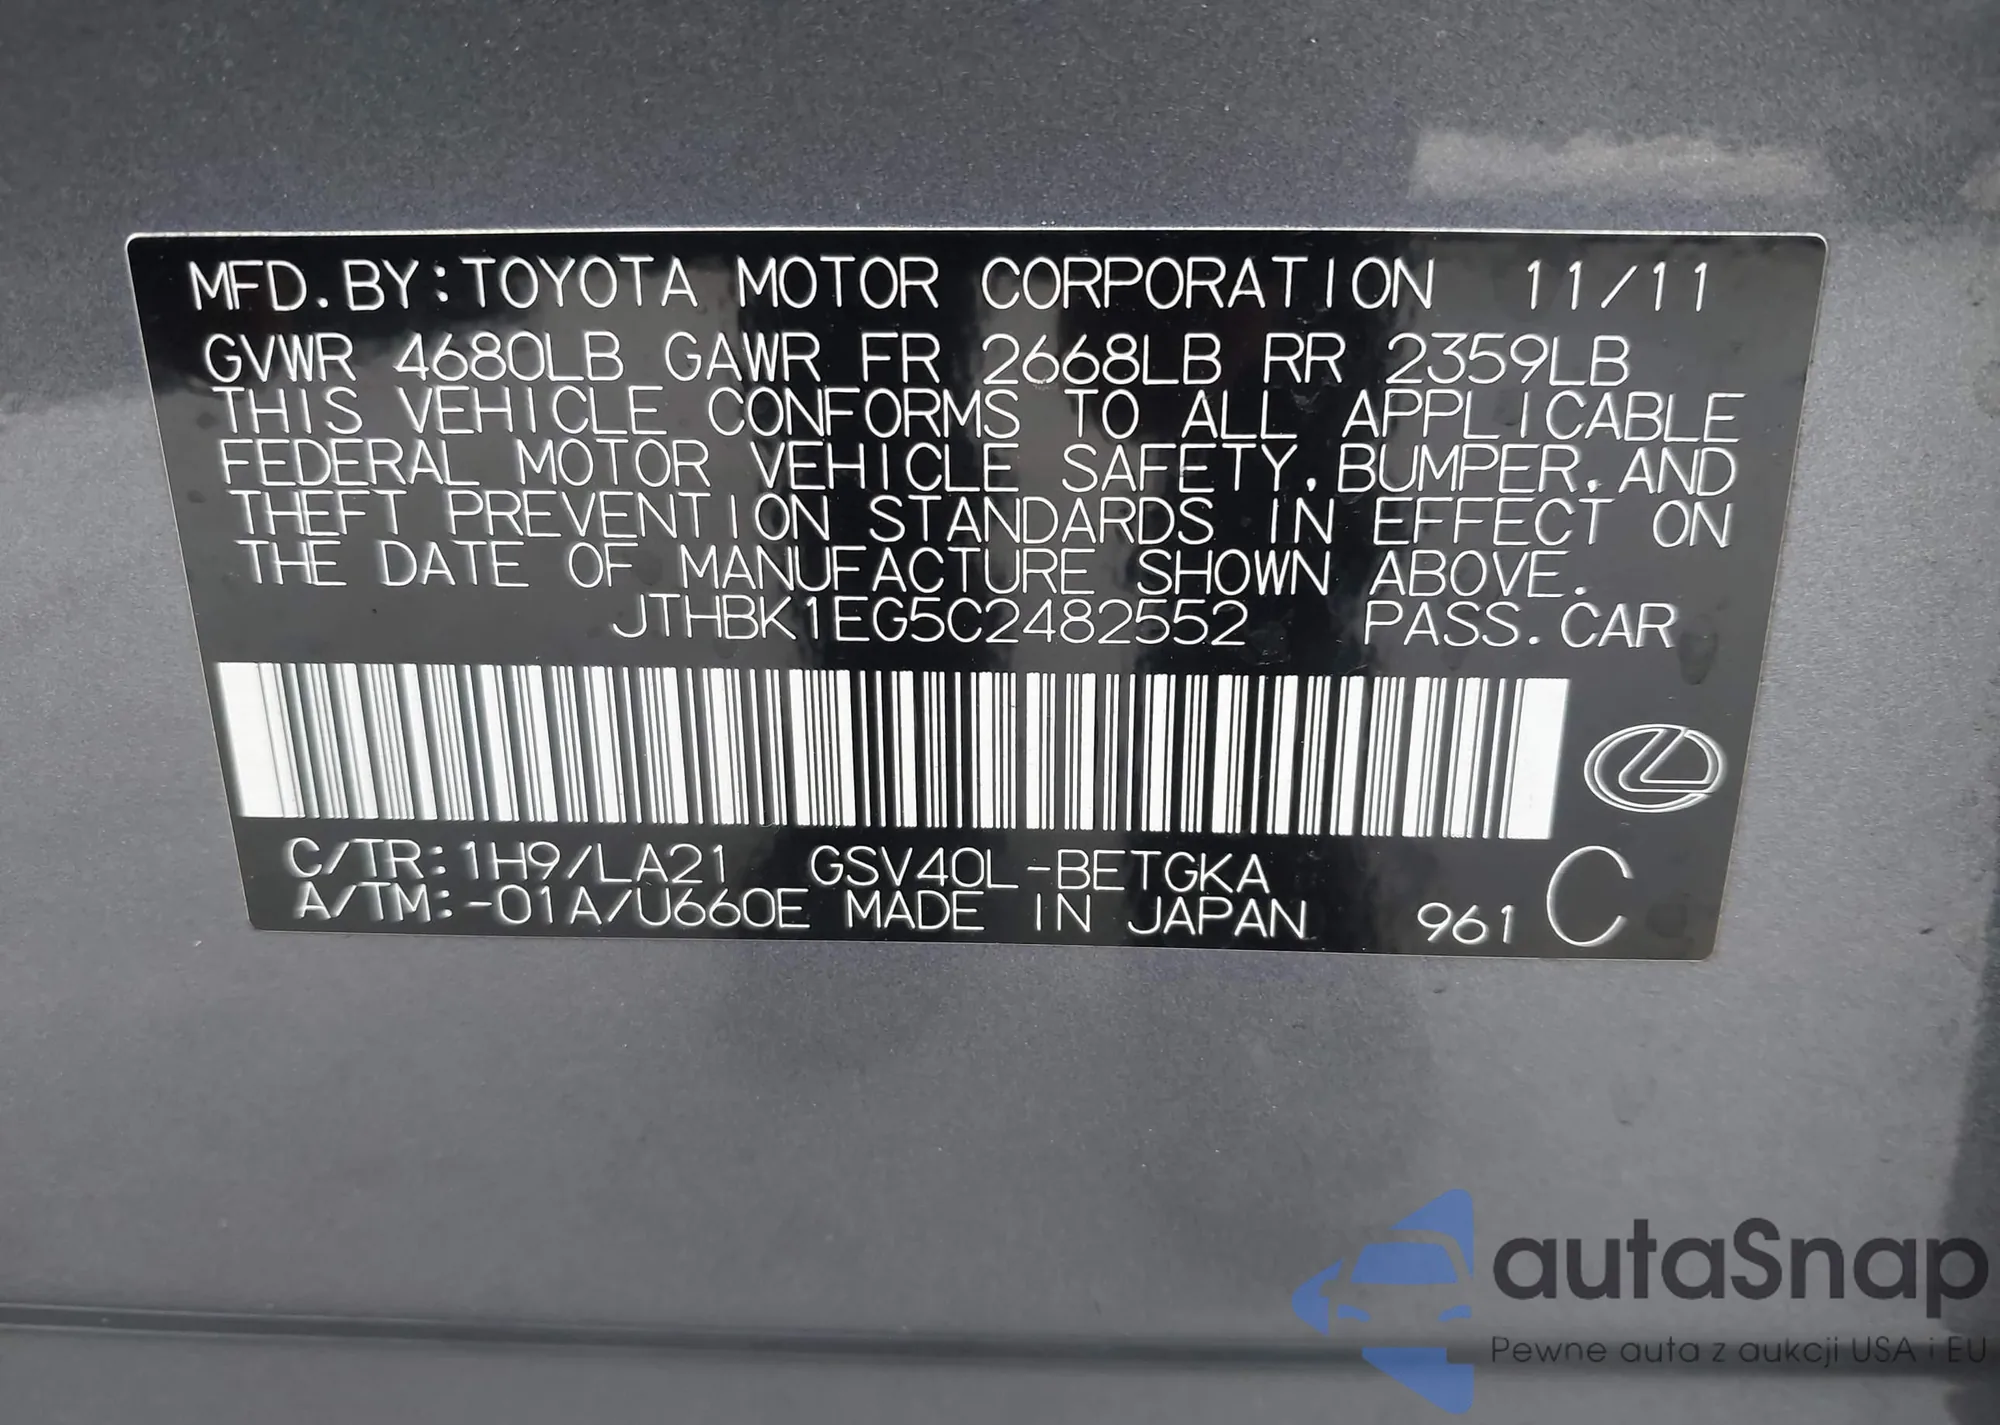 MFD. BY: TOYOTA MOTOR CORPORATION 11/11
GVWR 4680LB GAWR FR 2668LB RR 2359LB
THIS VEHICLE CONFORMS TO ALL APPLICABLE
FEDERAL MOTOR VEHICLE SAFETY, BUMPER, AND
THEFT PREVENTION STANDARDS IN EFFECT ON
THE DATE OF MANUFACTURE SHOWN ABOVE.
JTHBK1EG5C2482552 PASS. CAR
C/TR: 1H9/LA21 GSV40L-BETGKA
A/TM: -01A/U660E MADE IN JAPAN 961 C
autaSnap
Pewne auta z aukcji USA i EU